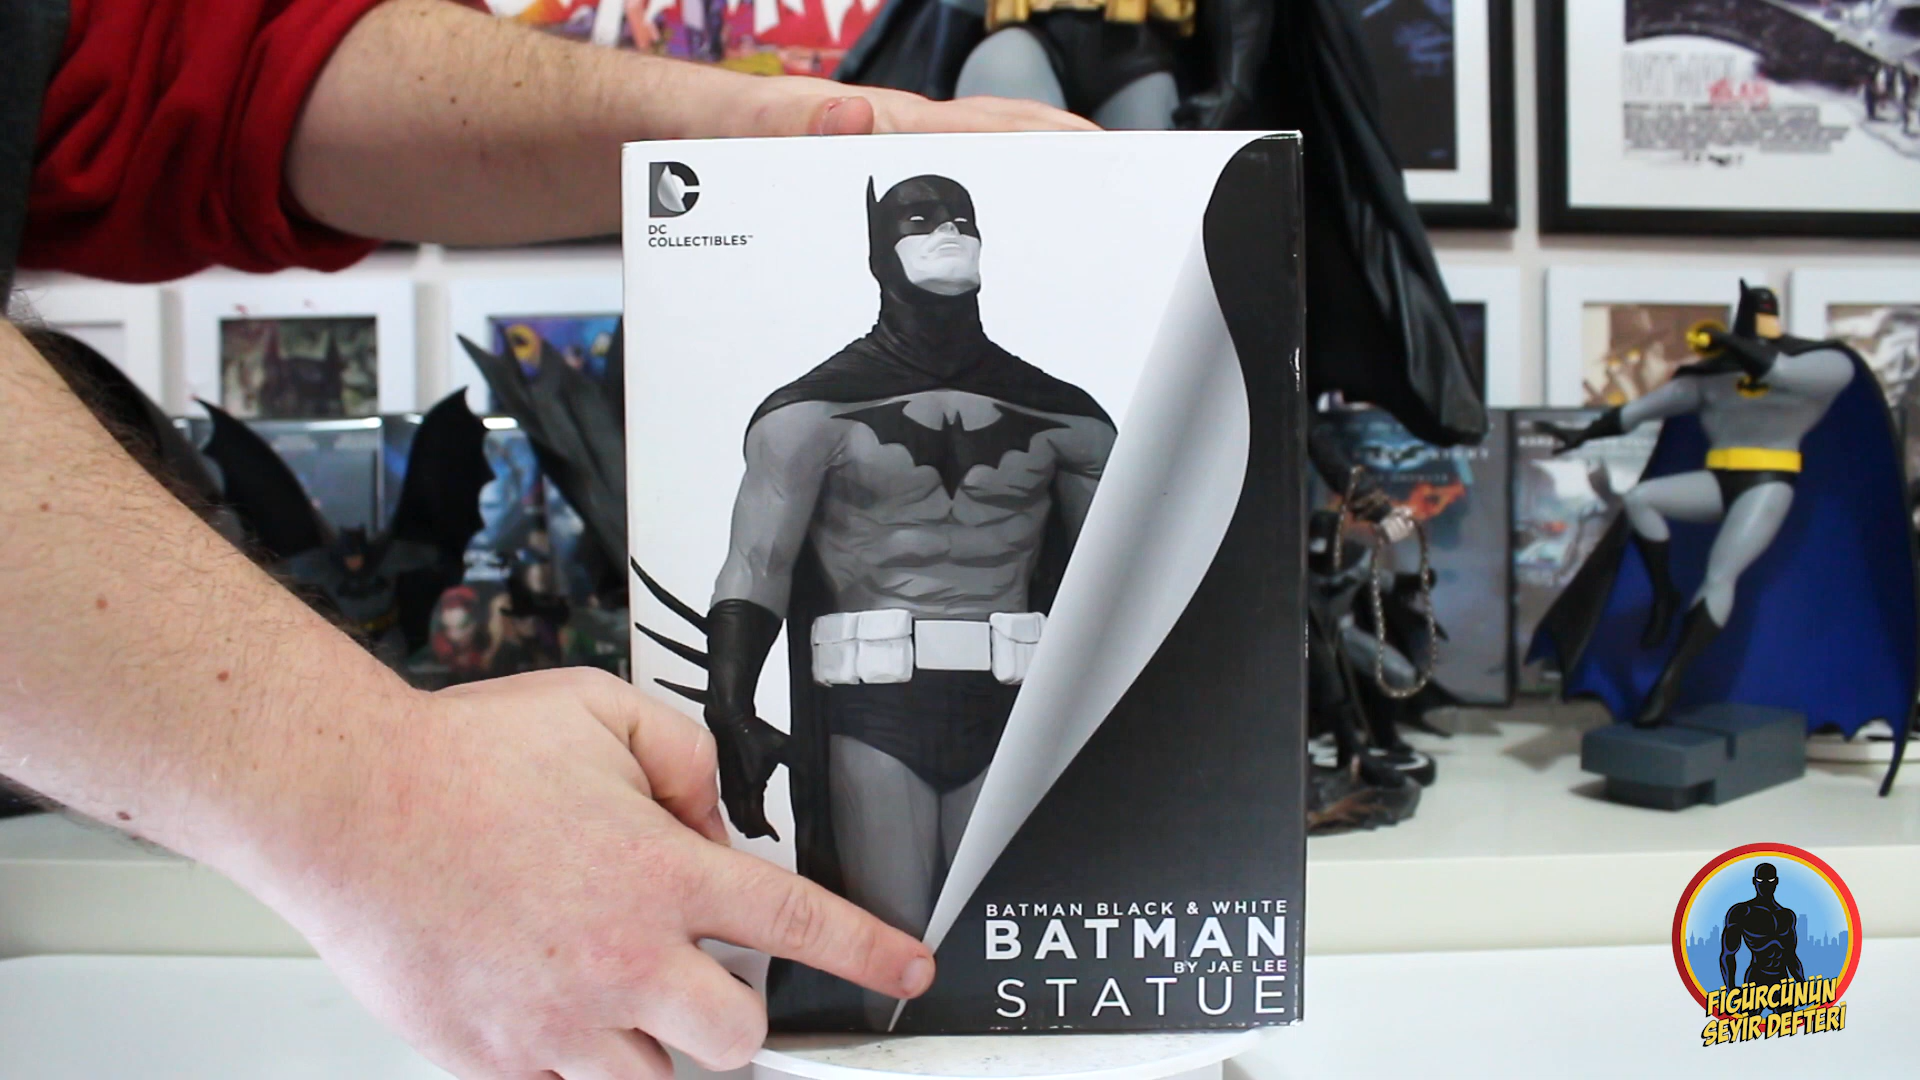 DC
COLLECTIBLES™
BATMAN BLACK & WHITE
BATMAN
BY JAE LEE
STATUE
FİGÜRCÜNÜN
SEYİR DEFTERİ